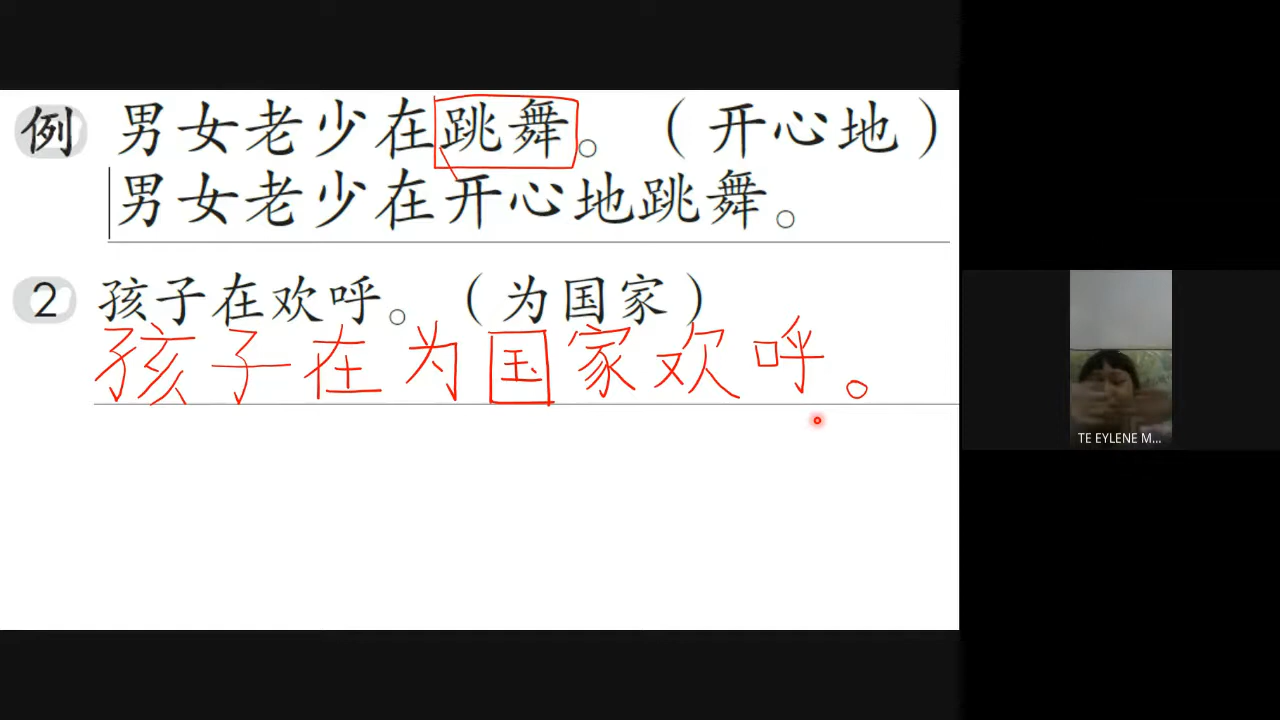 例 男女老少在跳舞。(开心地)
男女老少在开心地跳舞。
2 孩子在欢呼。(为国家)
孩子在为国家欢呼。
TE EYLENE M...